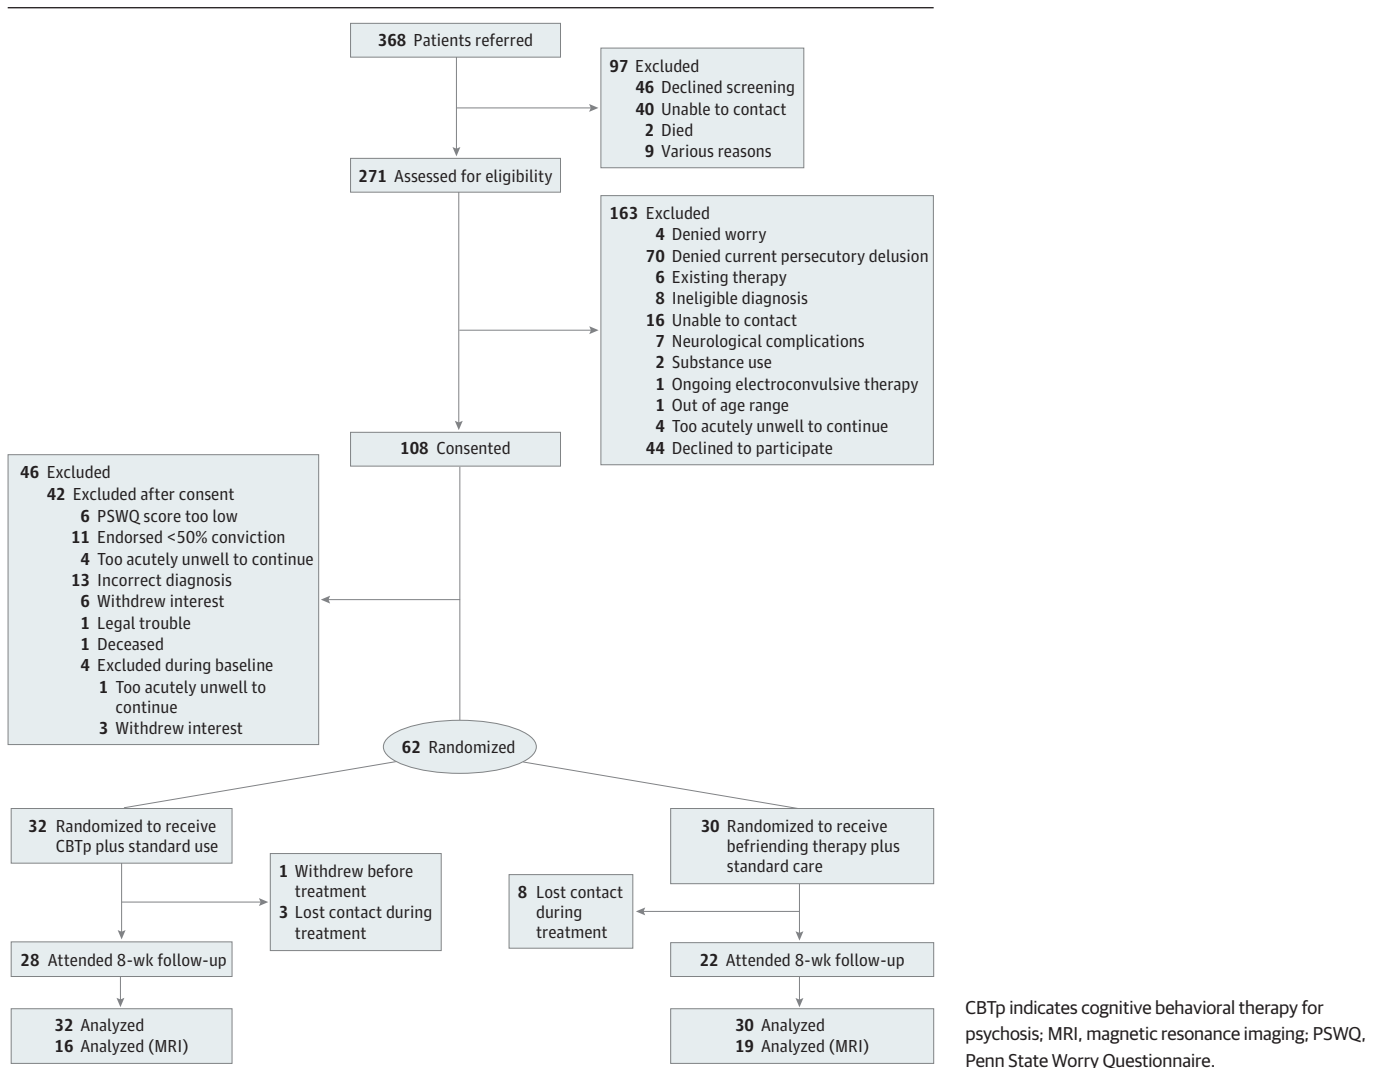 368 Patients referred
97 Excluded
46 Declined screening
40 Unable to contact
2 Died
9 Various reasons
271 Assessed for eligibility
163 Excluded
4 Denied worry
70 Denied current persecutory delusion
6 Existing therapy
8 Ineligible diagnosis
16 Unable to contact
7 Neurological complications
2 Substance use
1 Ongoing electroconvulsive therapy
1 Out of age range
4 Too acutely unwell to continue
44 Declined to participate
108 Consented
46 Excluded
42 Excluded after consent
6 PSWQ score too low
11 Endorsed <50% conviction
4 Too acutely unwell to continue
13 Incorrect diagnosis
6 Withdrew interest
1 Legal trouble
1 Deceased
4 Excluded during baseline
1 Too acutely unwell to
continue
3 Withdrew interest
62 Randomized
32 Randomized to receive
CBTp plus standard use
1 Withdrew before
treatment
3 Lost contact during
treatment
28 Attended 8-wk follow-up
32 Analyzed
16 Analyzed (MRI)
30 Randomized to receive
befriending therapy plus
standard care
8 Lost contact
during
treatment
22 Attended 8-wk follow-up
30 Analyzed
19 Analyzed (MRI)
CBTp indicates cognitive behavioral therapy for
psychosis; MRI, magnetic resonance imaging; PSWQ,
Penn State Worry Questionnaire.